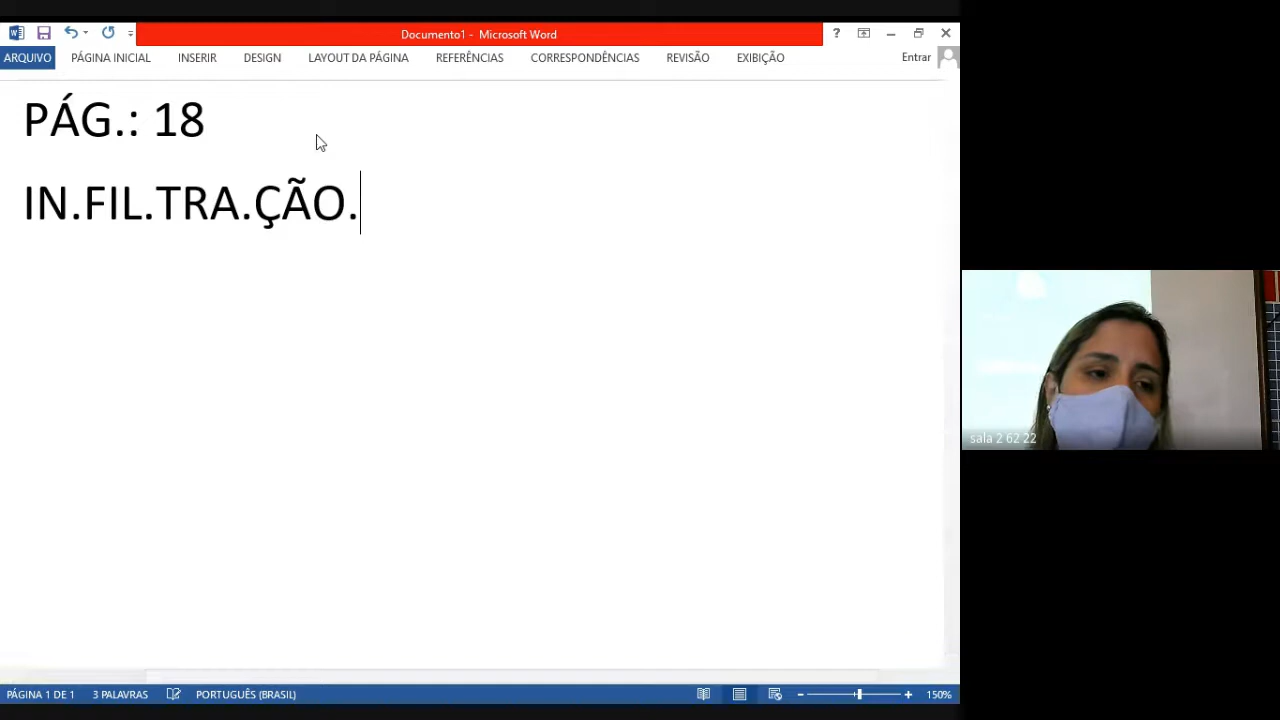 Documento1 - Microsoft Word
?
Entrar
ARQUIVO PÁGINA INICIAL INSERIR DESIGN LAYOUT DA PÁGINA REFERÊNCIAS CORRESPONDÊNCIAS REVISÃO EXIBIÇÃO
PÁG.: 18
IN.FIL.TRA.ÇÃO.
sala 2 62 22
PÁGINA 1 DE 1 3 PALAVRAS PORTUGUÊS (BRASIL) 150%